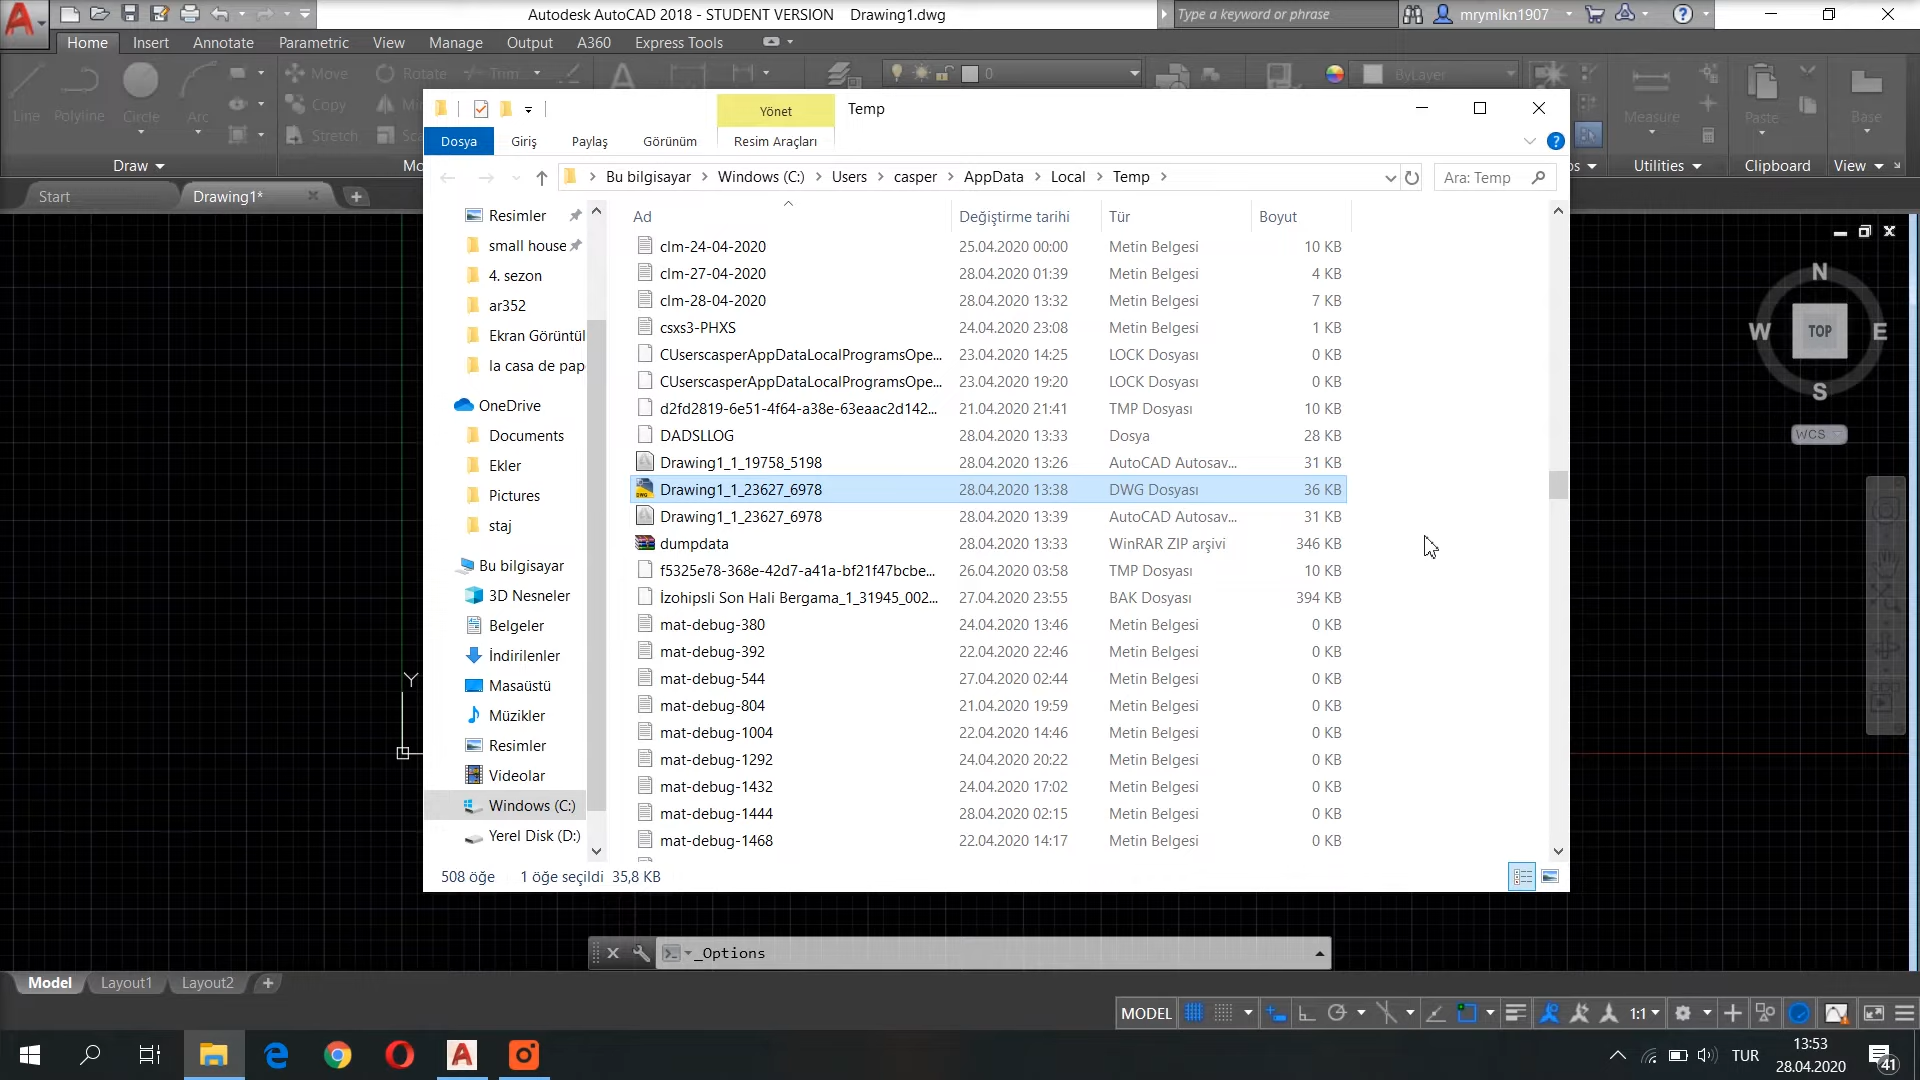 Autodesk AutoCAD 2018 - STUDENT VERSION Drawing1.dwg
Type a keyword or phrase
mrymlkn1907
Home Insert Annotate Parametric View Manage Output A360 Express Tools
Line Polyline Circle Arc
Move Rotate Trim
Copy
Stretch
0
ByLayer
Measure
Paste
Base
Draw
Utilities
Clipboard
View
Start
Drawing1*
Yönet
Temp
Dosya Giriş Paylaş Görünüm Resim Araçları
Bu bilgisayar > Windows (C:) > Users > casper > AppData > Local > Temp >
Ara: Temp
Resimler
small house
4. sezon
ar352
Ekran Görüntül
la casa de pap
OneDrive
Documents
Ekler
Pictures
staj
Bu bilgisayar
3D Nesneler
Belgeler
İndirilenler
Masaüstü
Müzikler
Resimler
Videolar
Windows (C:)
Yerel Disk (D:)
Ad Değiştirme tarihi Tür Boyut
clm-24-04-2020 25.04.2020 00:00 Metin Belgesi 10 KB
clm-27-04-2020 28.04.2020 01:39 Metin Belgesi 4 KB
clm-28-04-2020 28.04.2020 13:32 Metin Belgesi 7 KB
csxs3-PHXS 24.04.2020 23:08 Metin Belgesi 1 KB
CUserscasperAppDataLocalProgramsOpe... 23.04.2020 14:25 LOCK Dosyası 0 KB
CUserscasperAppDataLocalProgramsOpe... 23.04.2020 19:20 LOCK Dosyası 0 KB
d2fd2819-6e51-4f64-a38e-63eaac2d142... 21.04.2020 21:41 TMP Dosyası 10 KB
DADSLLOG 28.04.2020 13:33 Dosya 28 KB
Drawing1_1_19758_5198 28.04.2020 13:26 AutoCAD Autosav... 31 KB
Drawing1_1_23627_6978 28.04.2020 13:38 DWG Dosyası 36 KB
Drawing1_1_23627_6978 28.04.2020 13:39 AutoCAD Autosav... 31 KB
dumpdata 28.04.2020 13:33 WinRAR ZIP arşivi 346 KB
f5325e78-368e-42d7-a41a-bf21f47bcbe... 26.04.2020 03:58 TMP Dosyası 10 KB
İzohipsli Son Hali Bergama_1_31945_002... 27.04.2020 23:55 BAK Dosyası 394 KB
mat-debug-380 24.04.2020 13:46 Metin Belgesi 0 KB
mat-debug-392 22.04.2020 22:46 Metin Belgesi 0 KB
mat-debug-544 27.04.2020 02:44 Metin Belgesi 0 KB
mat-debug-804 21.04.2020 19:59 Metin Belgesi 0 KB
mat-debug-1004 22.04.2020 14:46 Metin Belgesi 0 KB
mat-debug-1292 24.04.2020 20:22 Metin Belgesi 0 KB
mat-debug-1432 24.04.2020 17:02 Metin Belgesi 0 KB
mat-debug-1444 28.04.2020 02:15 Metin Belgesi 0 KB
mat-debug-1468 22.04.2020 14:17 Metin Belgesi 0 KB
508 öğe 1 öğe seçildi 35,8 KB
N
W TOP E
S
WCS
Y
_Options
Model Layout1 Layout2
MODEL 1:1
TUR
13:53
28.04.2020
41